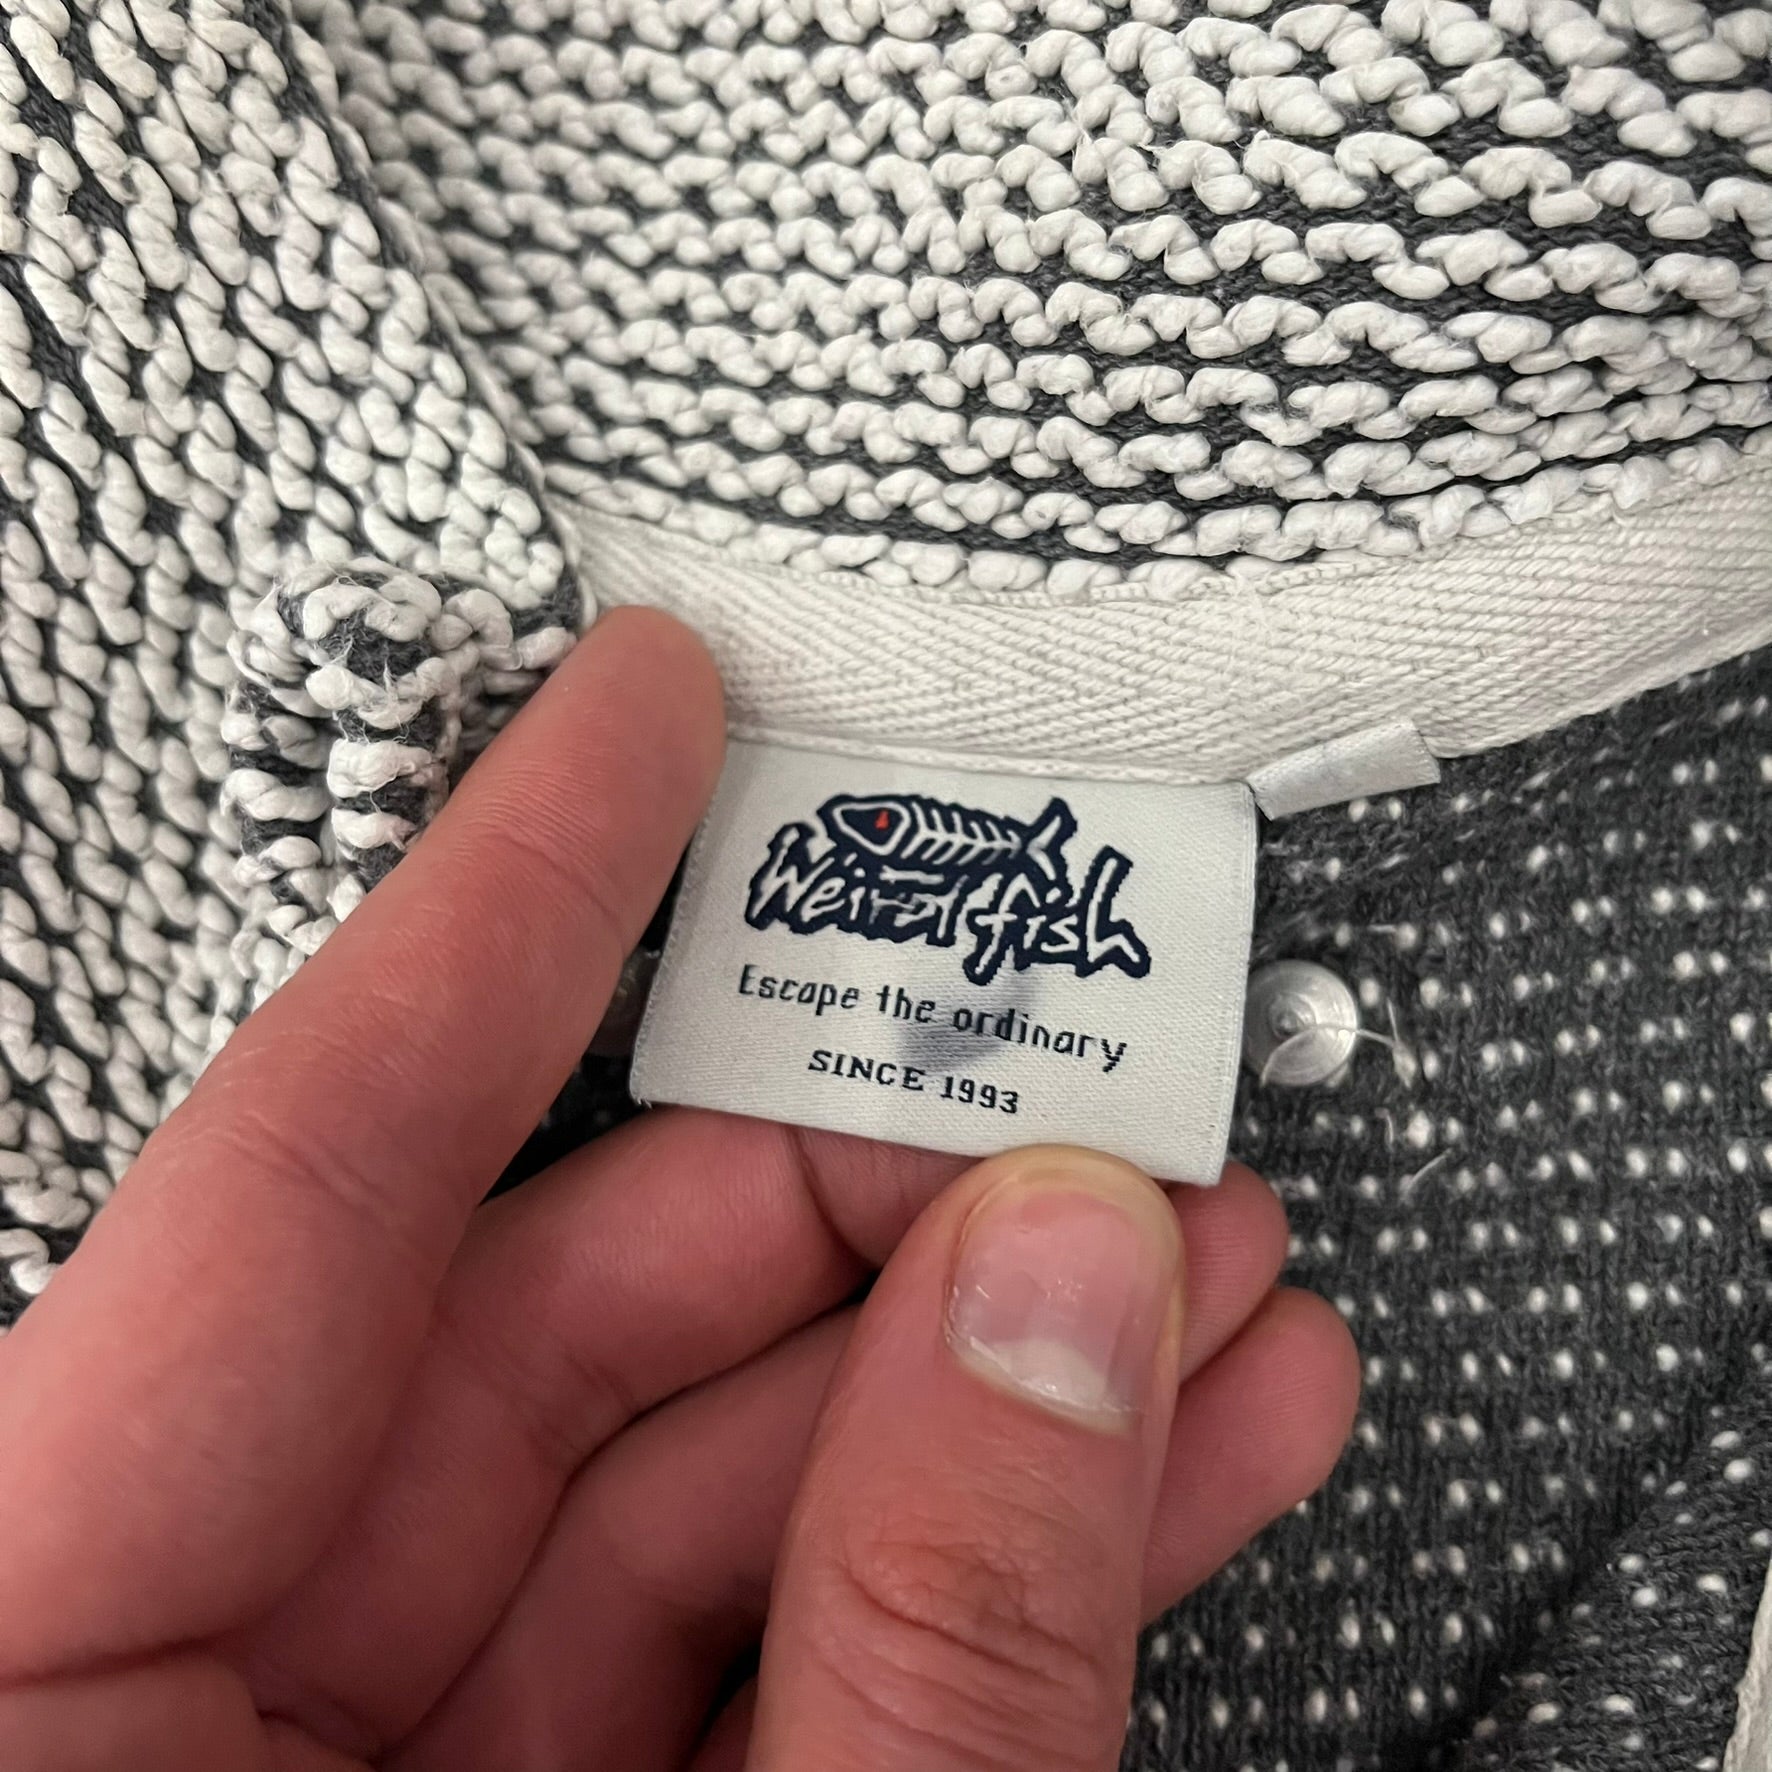 Weird fish
Escape the ordinary
SINCE 1993